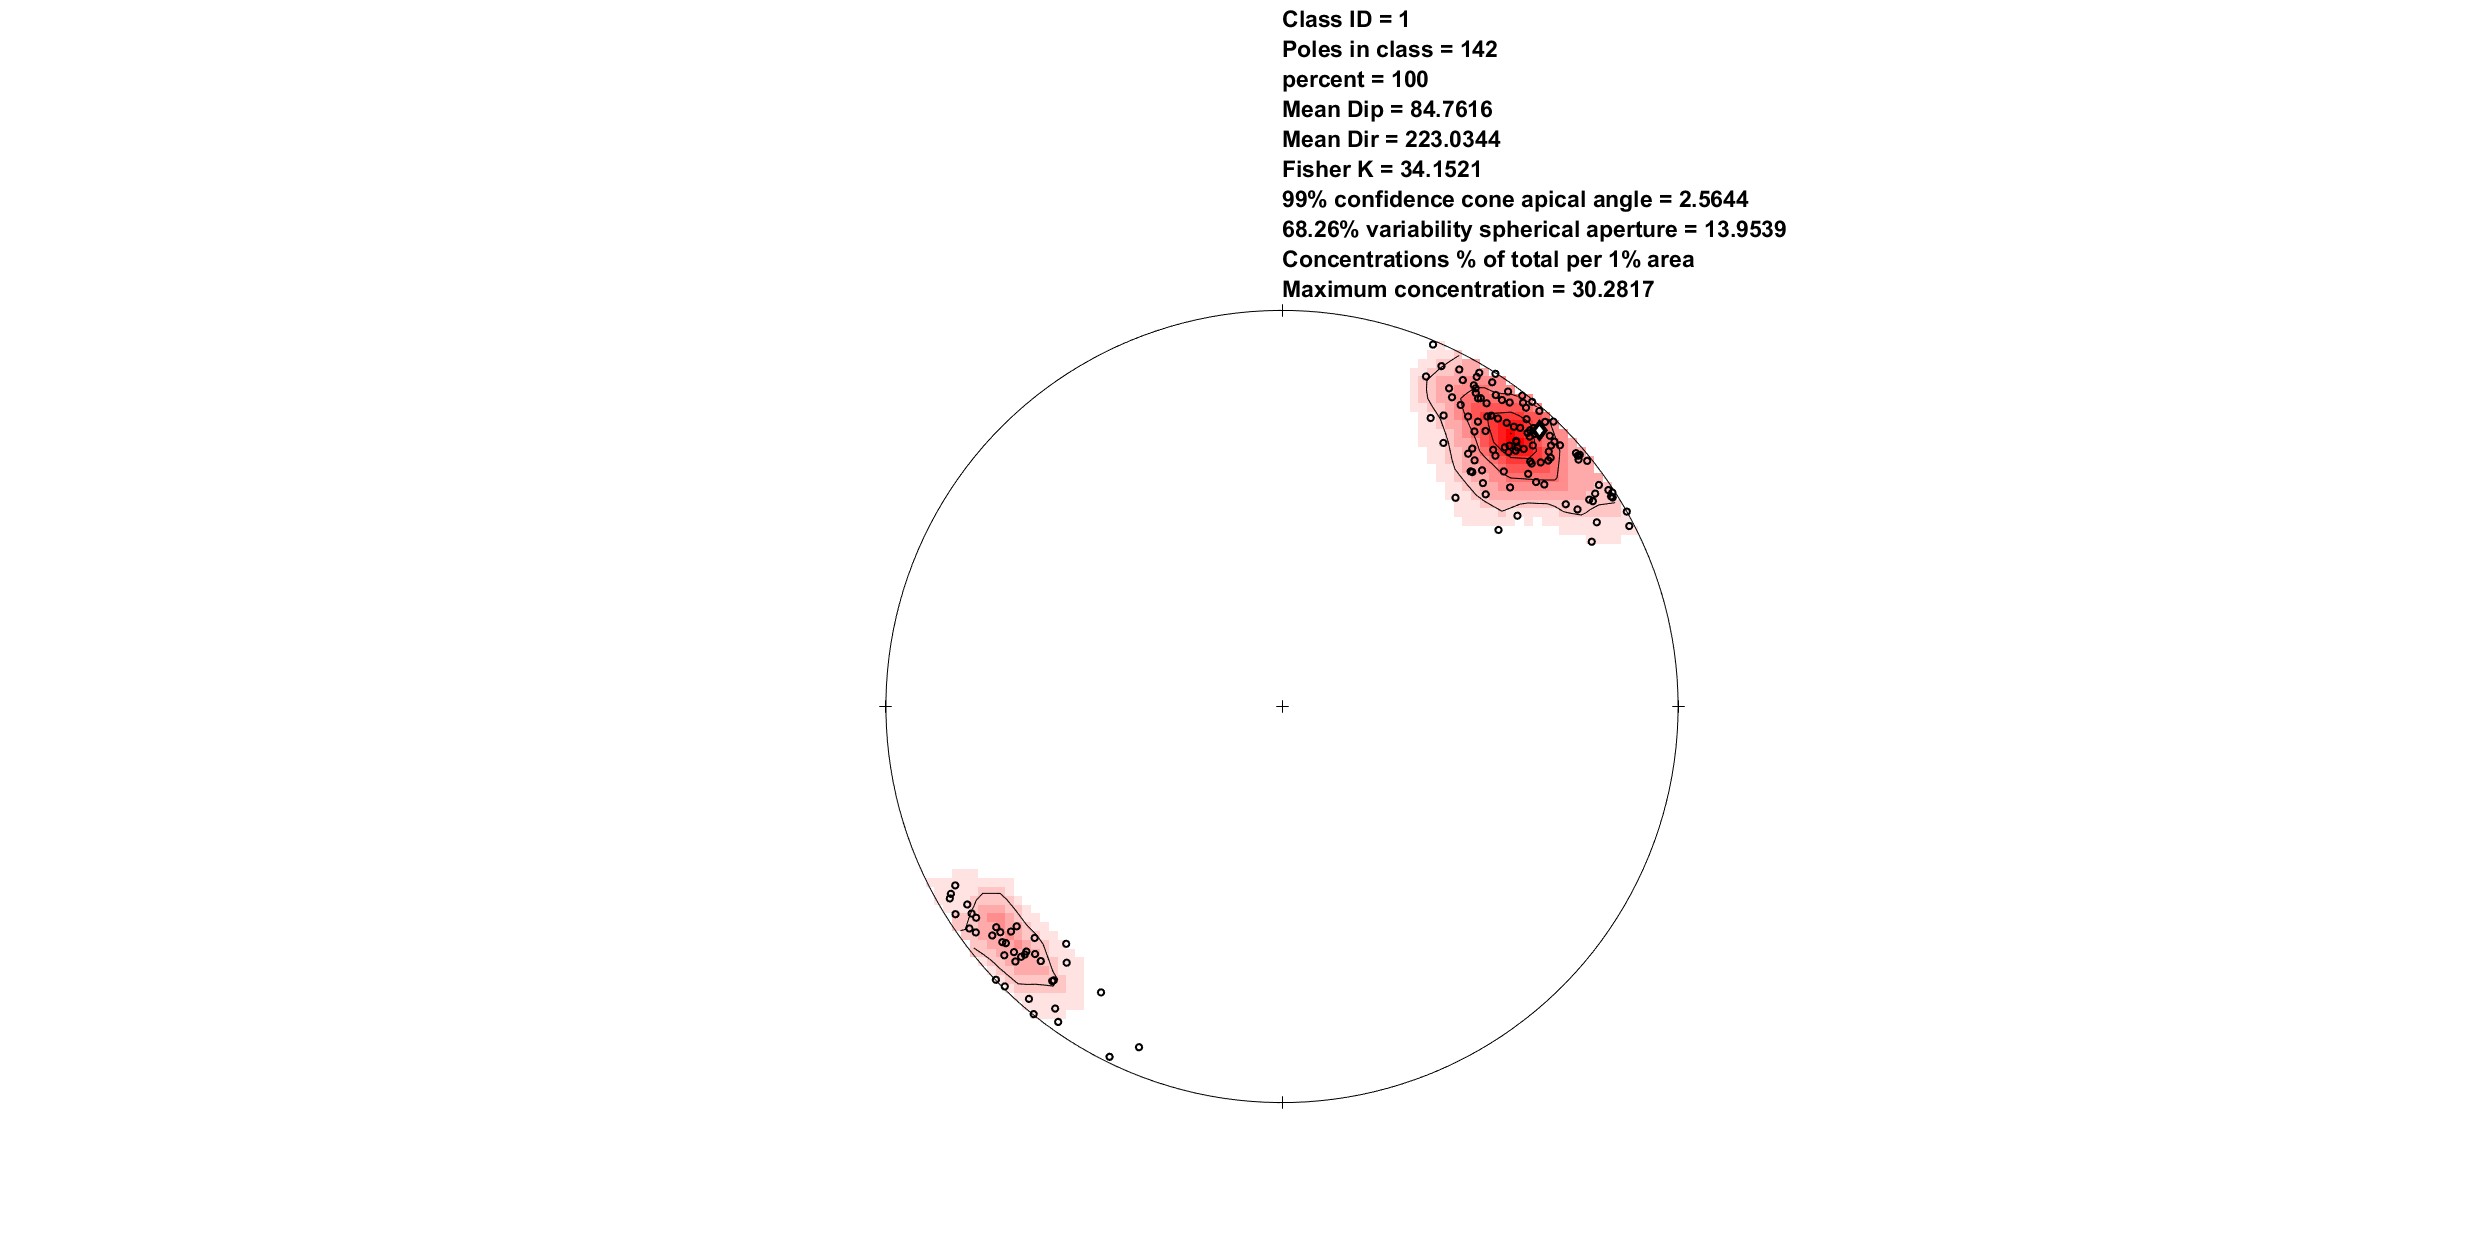 Class ID = 1
Poles in class = 142
percent = 100
Mean Dip = 84.7616
Mean Dir = 223.0344
Fisher K = 34.1521
99% confidence cone apical angle = 2.5644
68.26% variability spherical aperture = 13.9539
Concentrations % of total per 1% area
Maximum concentration = 30.2817